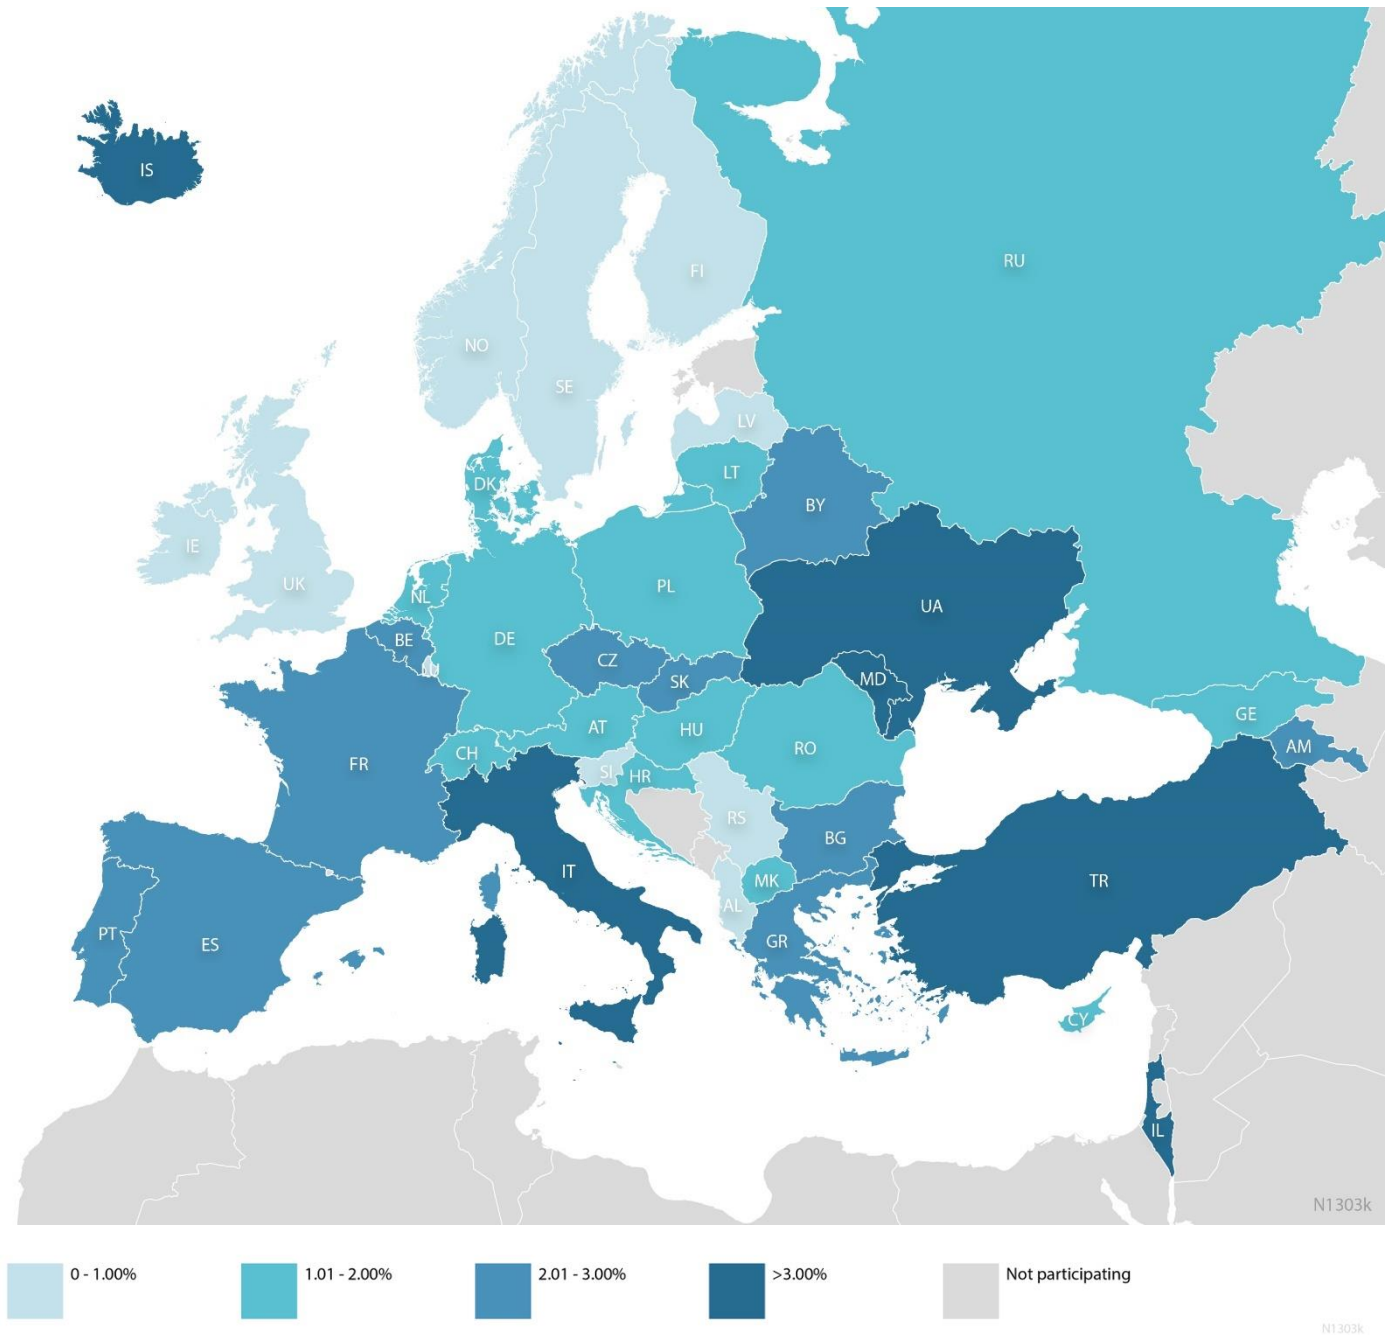 IS
RU
FI
NO
SE
LV
LT
DK
BY
IE
UK
NL
PL
UA
BE
DE
LU
CZ
SK
MD
FR
CH
AT
HU
RO
GE
AM
SI
HR
RS
BG
IT
MK
TR
AL
PT
ES
GR
CY
IL
N1303k
0 - 1.00%
1.01 - 2.00%
2.01 - 3.00%
>3.00%
Not participating
N1303k